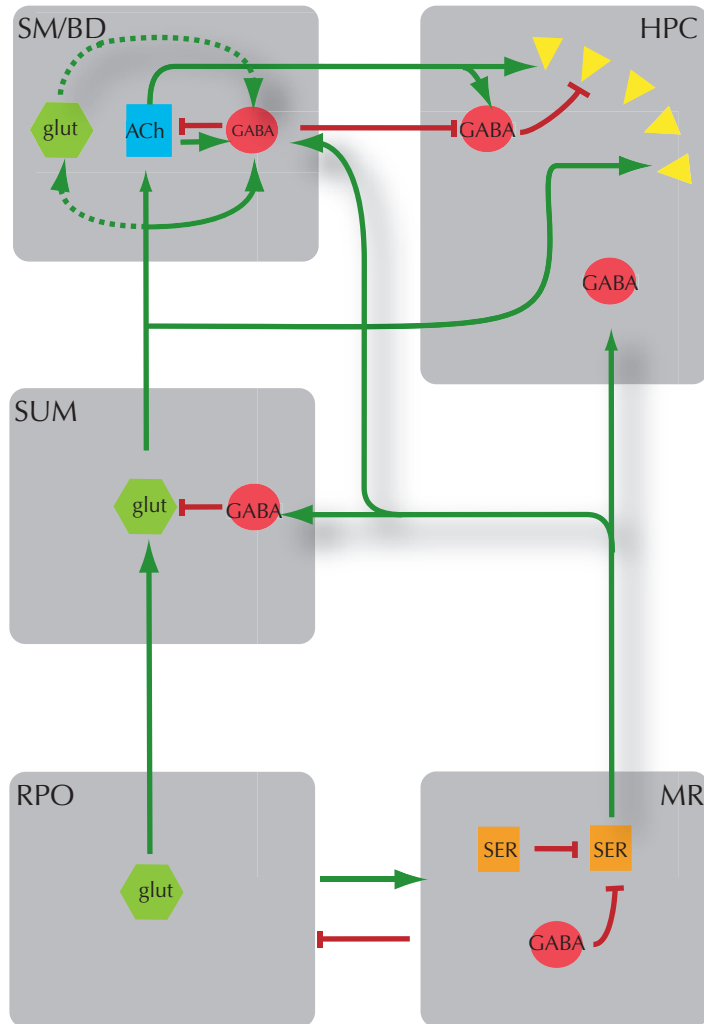 SM/BD
HPC
glut
ACh
GABA
GABA
GABA
SUM
glut
GABA
RPO
MR
SER
SER
glut
GABA